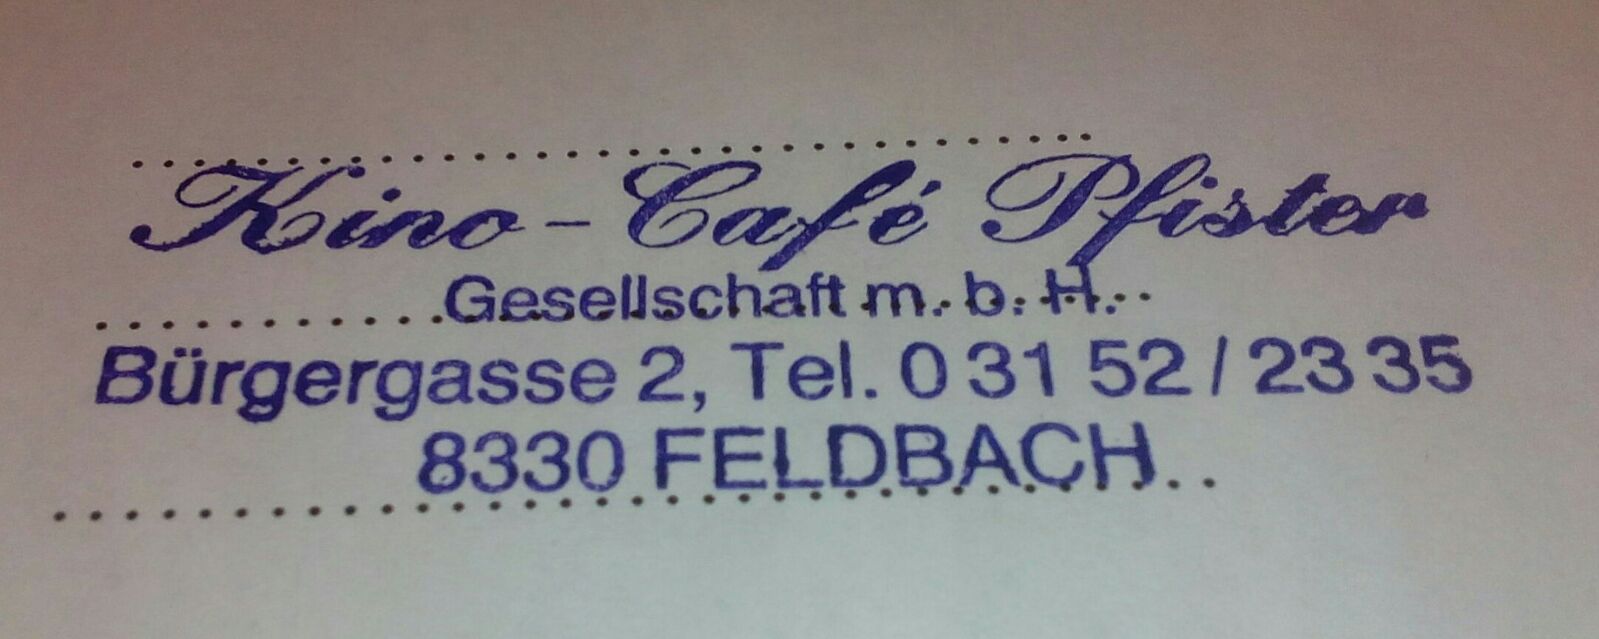 Kino-Café Pfister
Gesellschaft m. b. H.
Bürgergasse 2, Tel. 0 31 52 / 23 35
8330 FELDBACH